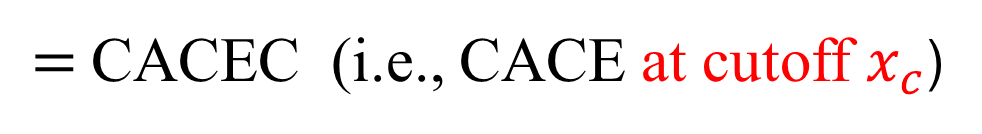 = CACEC (i.e., CACE at cutoff x_c)